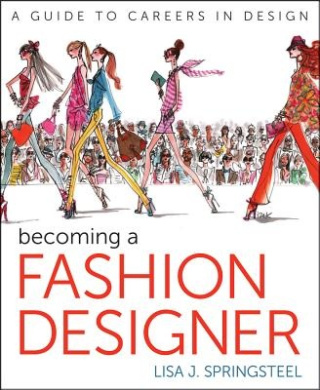 A GUIDE TO CAREERS IN DESIGN
becoming a
FASHION
DESIGNER
LISA J. SPRINGSTEEL